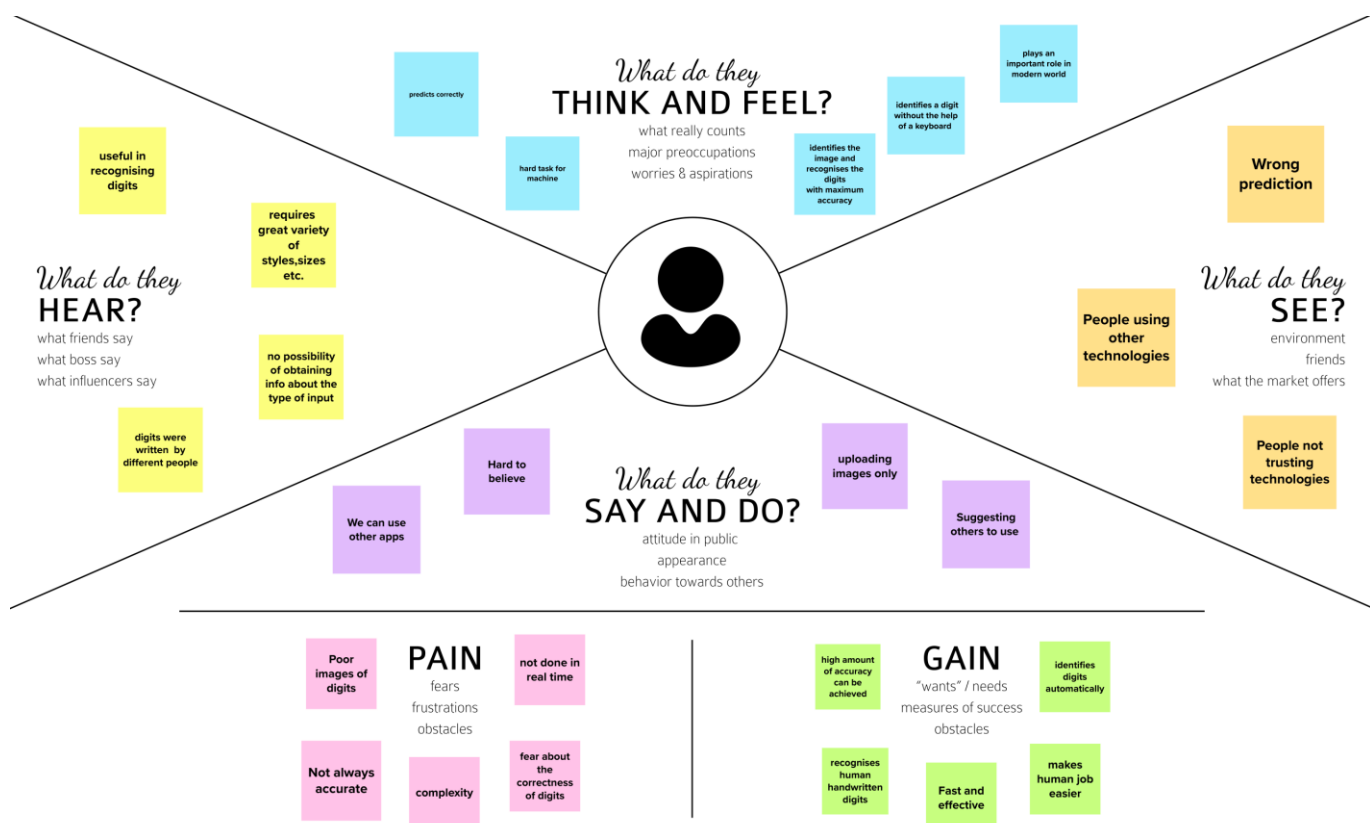 What do they
THINK AND FEEL?
what really counts
major preoccupations
worries & aspirations
predicts correctly
hard task for
machine
identifies the
image and
recognises the
digits
with maximum
accuracy
identifies a digit
without the help
of a keyboard
plays an
important role in
modern world
What do they
HEAR?
what friends say
what boss say
what influencers say
useful in
recognising
digits
requires
great variety
of
styles,sizes
etc.
no possibility
of obtaining
info about the
type of input
digits were
written by
different people
What do they
SEE?
environment
friends
what the market offers
Wrong
prediction
People using
other
technologies
People not
trusting
technologies
What do they
SAY AND DO?
attitude in public
appearance
behavior towards others
We can use
other apps
Hard to
believe
uploading
images only
Suggesting
others to use
PAIN
fears
frustrations
obstacles
Poor
images of
digits
not done in
real time
Not always
accurate
complexity
fear about
the
correctness
of digits
GAIN
"wants" / needs
measures of success
obstacles
high amount
of accuracy
can be
achieved
identifies
digits
automatically
recognises
human
handwritten
digits
Fast and
effective
makes
human job
easier